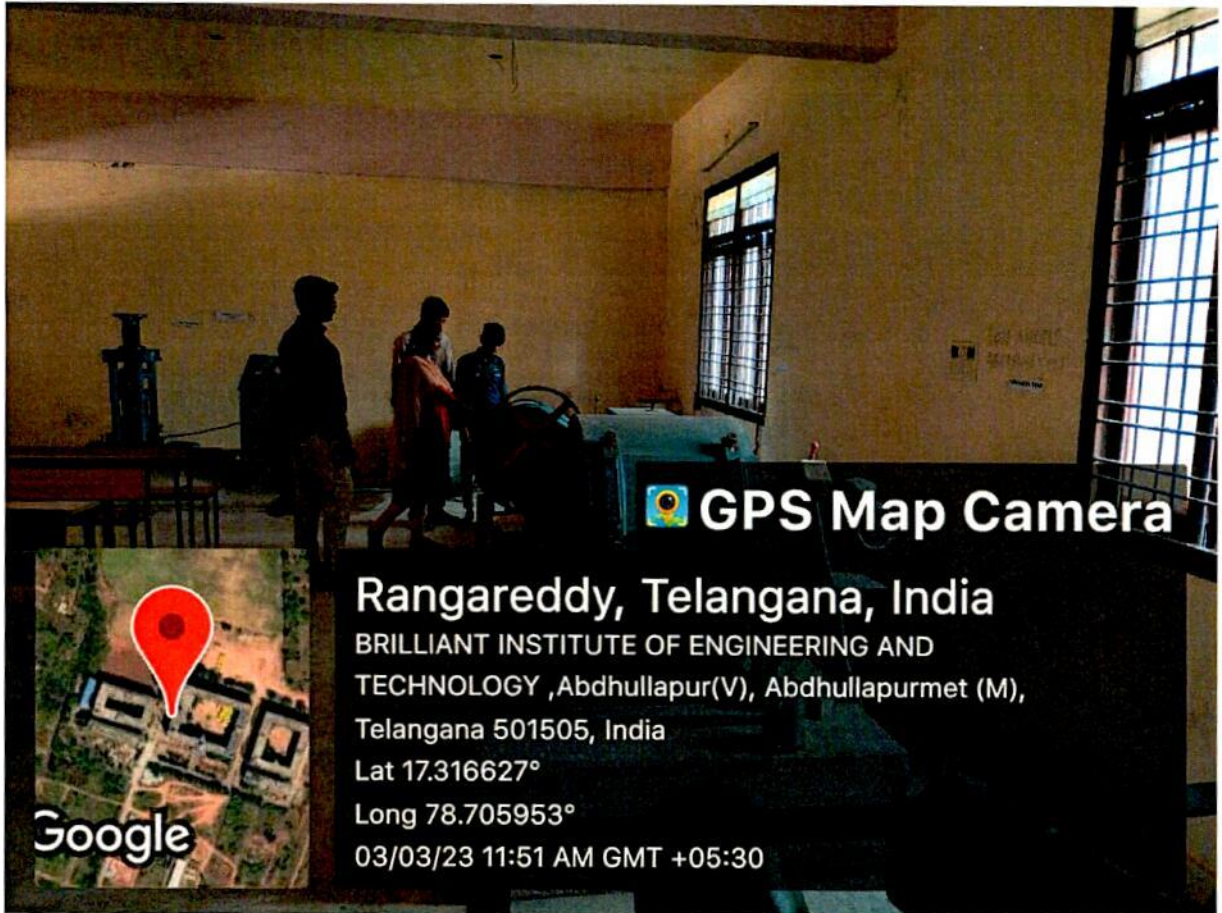 GPS Map Camera
Rangareddy, Telangana, India
BRILLIANT INSTITUTE OF ENGINEERING AND
TECHNOLOGY ,Abdhullapur(V), Abdhullapurmet (M),
Telangana 501505, India
Lat 17.316627°
Long 78.705953°
03/03/23 11:51 AM GMT +05:30
Google